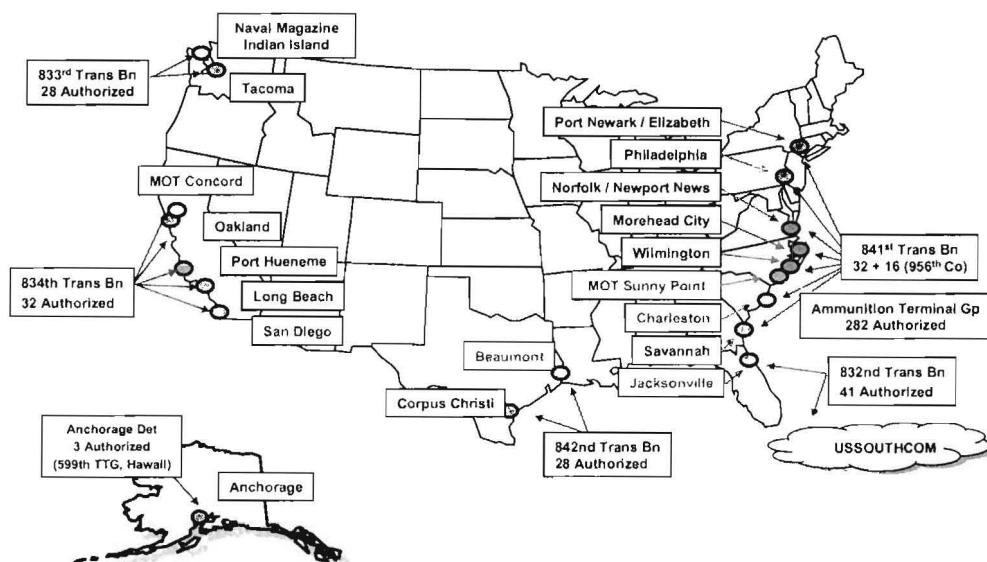 Naval Magazine
Indian Island
833rd Trans Bn
28 Authorized
Tacoma
Port Newark / Elizabeth
Philadelphia
Norfolk / Newport News
MOT Concord
Morehead City
Oakland
Wilmington
841st Trans Bn
32 + 16 (956th Co)
Port Hueneme
834th Trans Bn
32 Authorized
MOT Sunny Point
Long Beach
Charleston
Ammunition Terminal Gp
282 Authorized
San Diego
Savannah
Beaumont
Jacksonville
832nd Trans Bn
41 Authorized
Corpus Christi
Anchorage Det
3 Authorized
(599th TTG, Hawaii)
842nd Trans Bn
28 Authorized
USSOUTHCOM
Anchorage